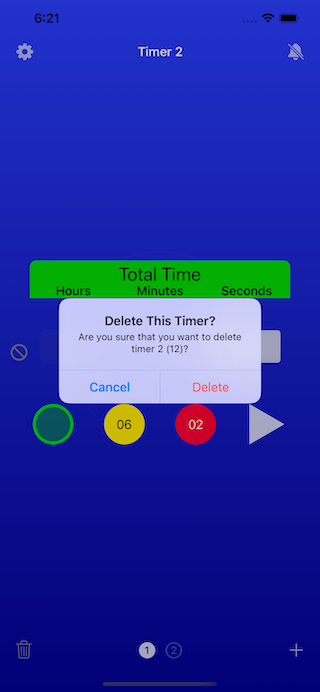 6:21
Timer 2
Total Time
Hours Minutes Seconds
Delete This Timer?
Are you sure that you want to delete
timer 2 (12)?
Cancel Delete
06 02
1 2